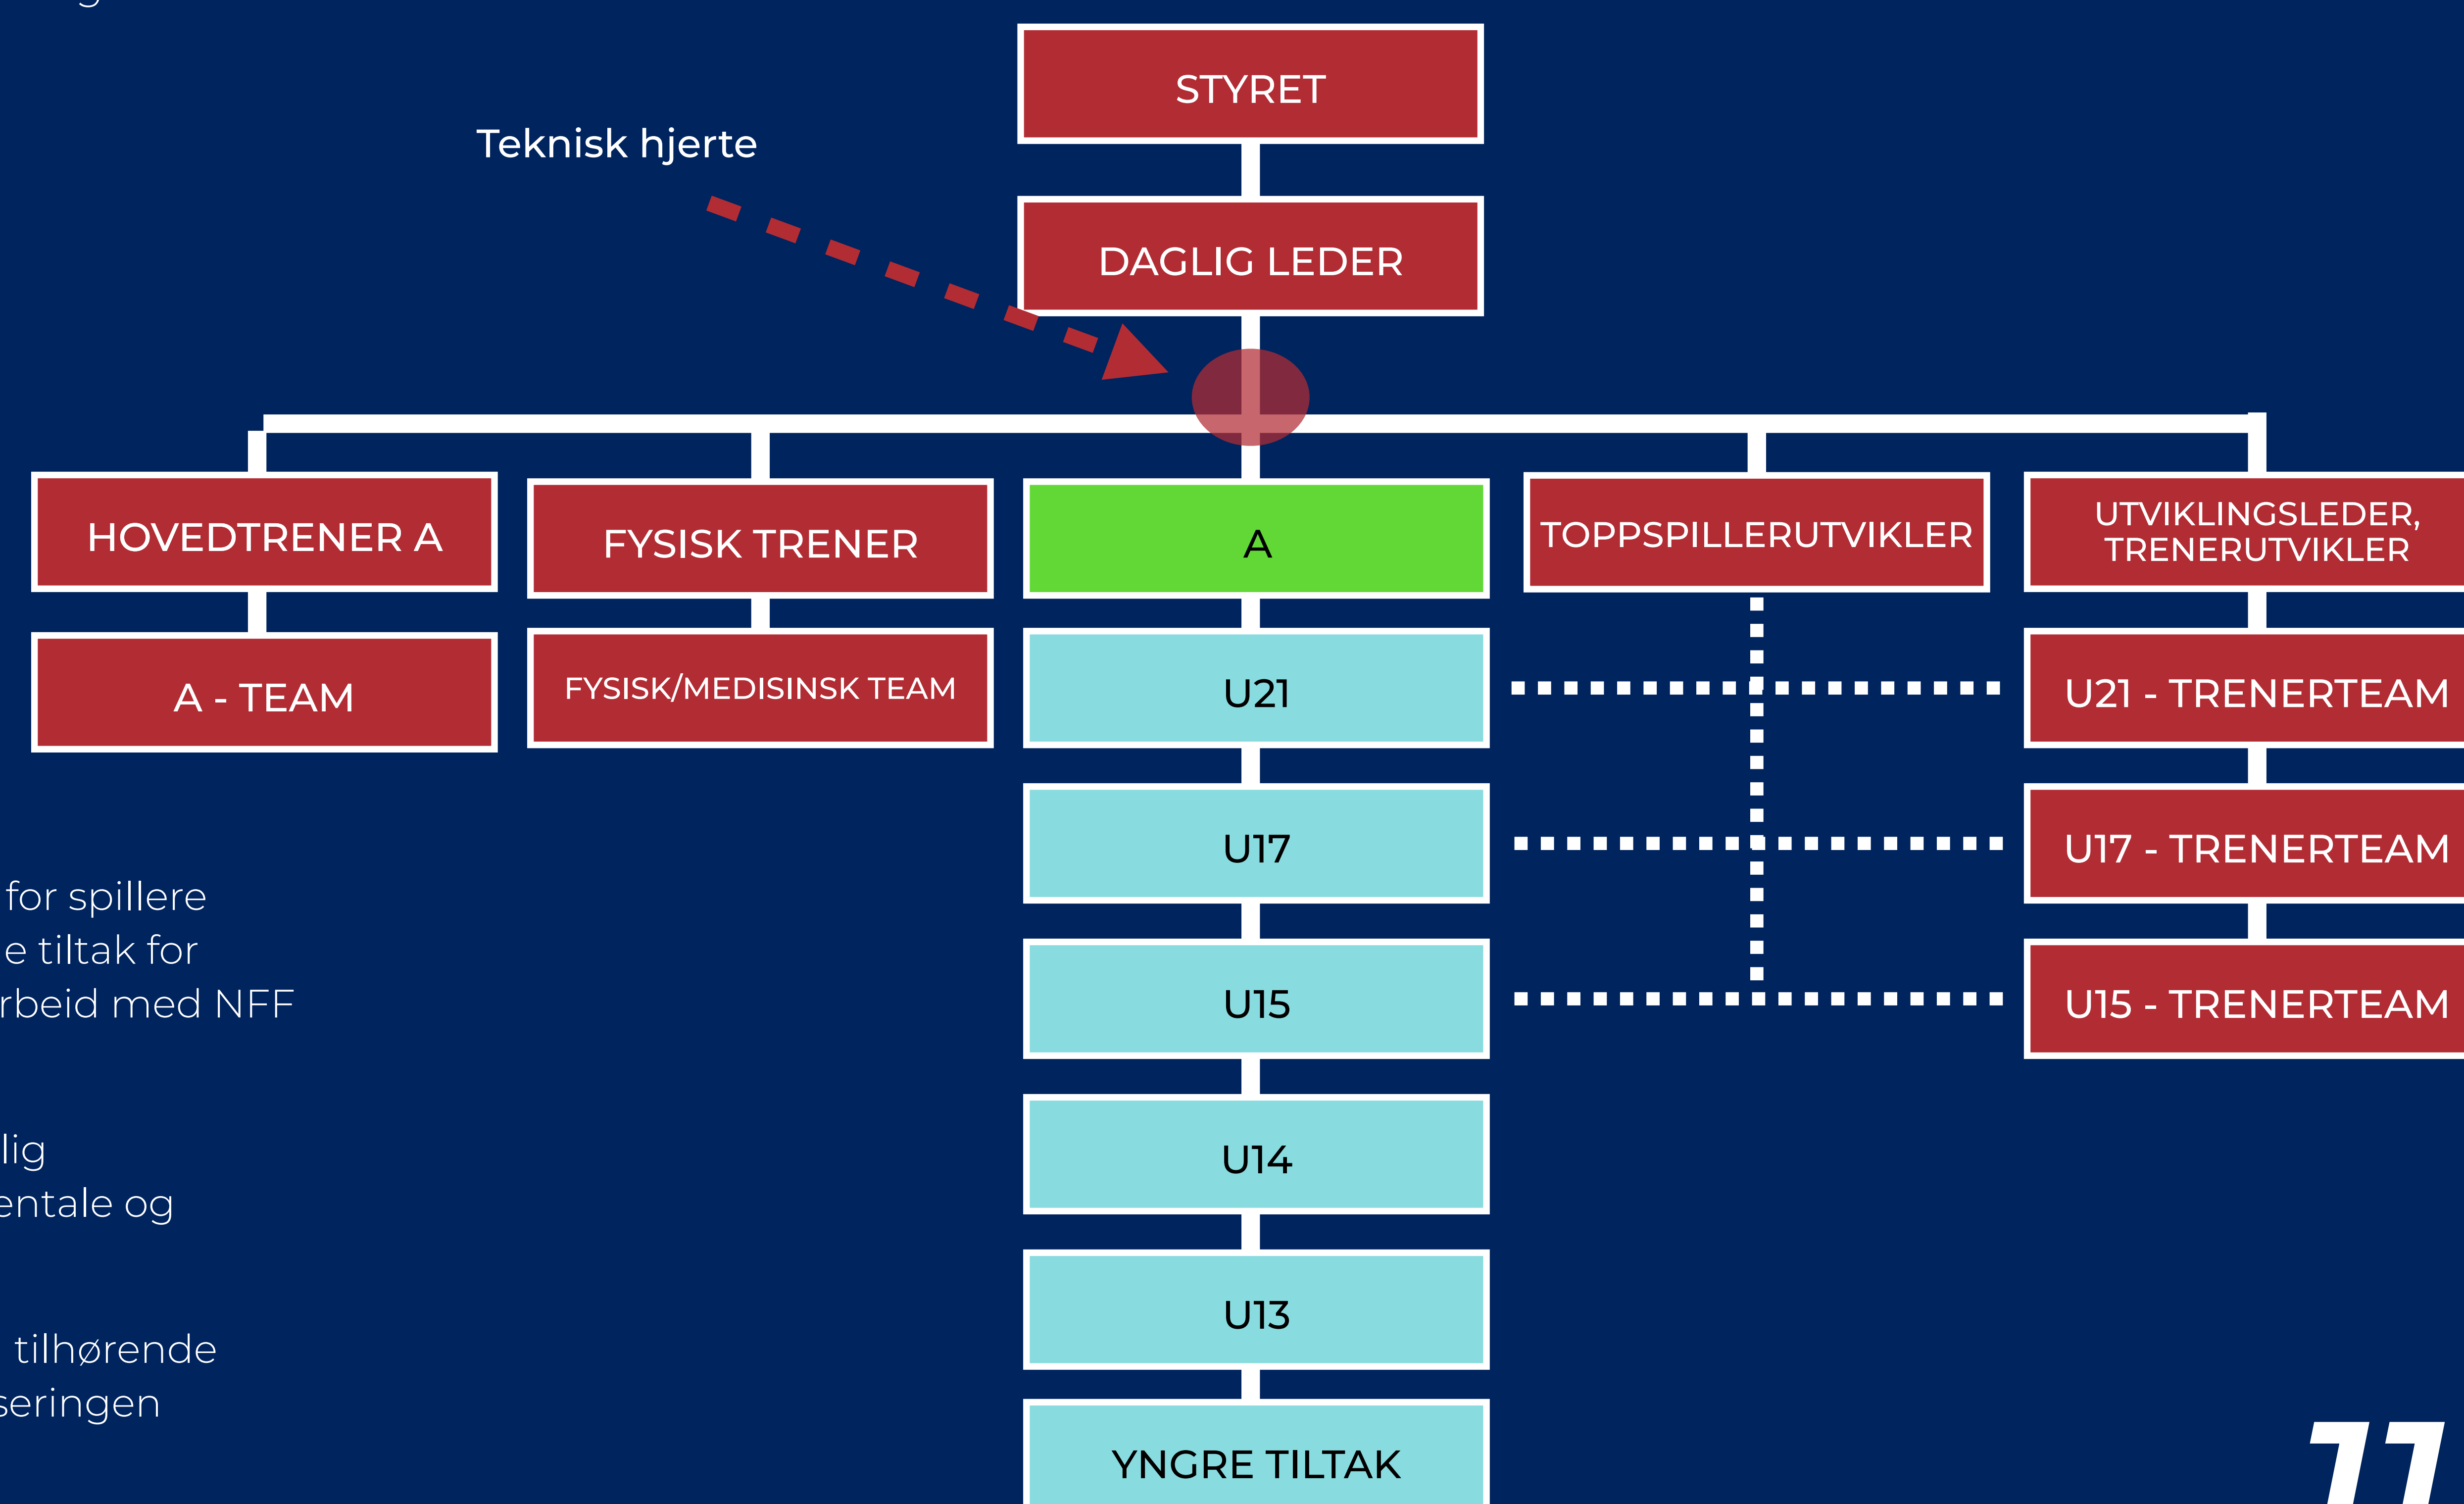 STYRET
Teknisk hjerte
DAGLIG LEDER
HOVEDTRENER A
FYSISK TRENER
A
TOPPSPILLERUTVIKLER
UTVIKLINGSLEDER,
TRENERUTVIKLER
A - TEAM
FYSISK/MEDISINSK TEAM
U21
U21 - TRENERTEAM
U17
U17 - TRENERTEAM
for spillere
e tiltak for
rbeid med NFF
U15
U15 - TRENERTEAM
U14
lig
entale og
U13
tilhørende
seringen
YNGRE TILTAK
11